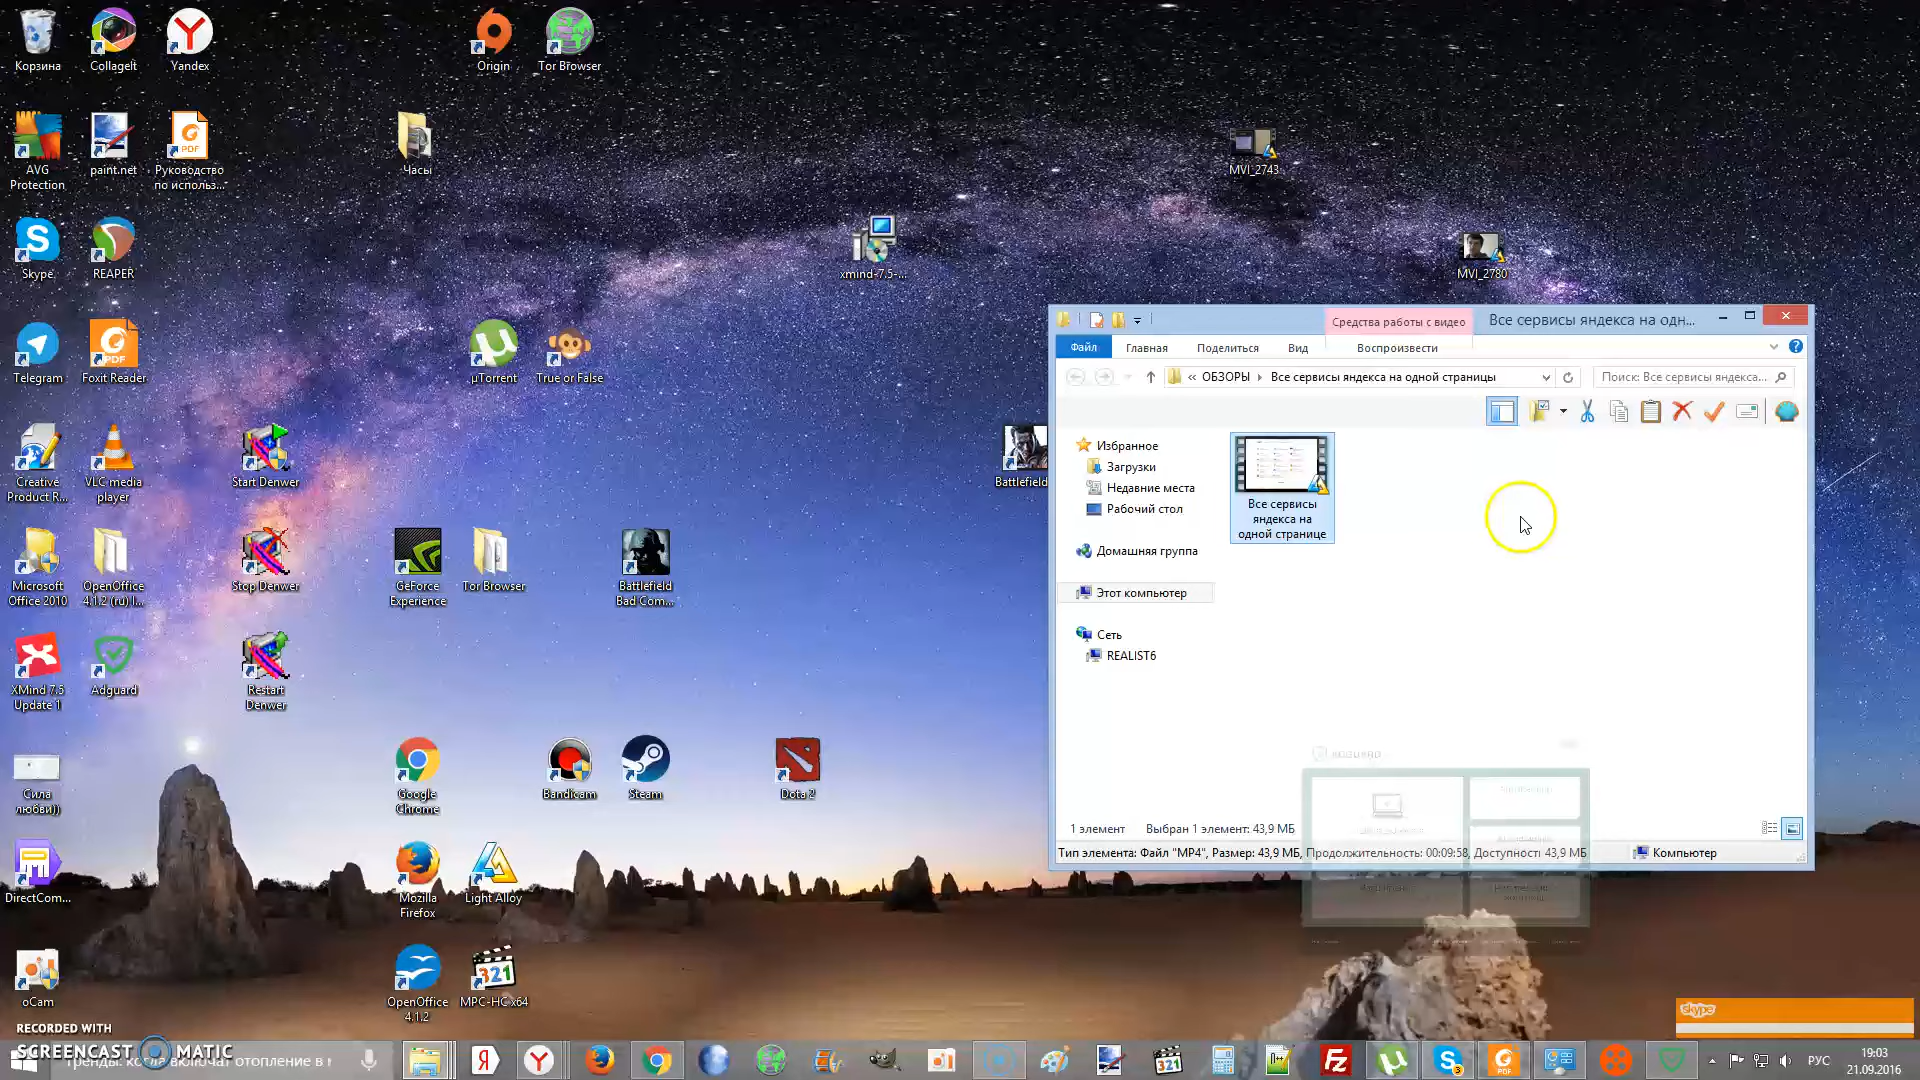 Корзина
CollageIt
Yandex
Origin
Tor Browser
AVG
Protection
paint.net
Руководство
по использ...
Часы
MVI_2743
Skype
REAPER
xmind-7.5-...
MVI_2780
Telegram
Foxit Reader
µTorrent
True or False
Creative
Product R...
VLC media
player
Start Denwer
Battlefield
Microsoft
Office 2010
OpenOffice
4.1.2 (ru) I...
Stop Denwer
GeForce
Experience
Tor Browser
Battlefield
Bad Com...
XMind 7.5
Update 1
Adguard
Restart
Denwer
Сила
любви))
Google
Chrome
Bandicam
Steam
Dota 2
DirectCom...
Mozilla
Firefox
Light Alloy
oCam
OpenOffice
4.1.2
MPC-HC x64
Средства работы с видео
Все сервисы яндекса на одн...
Файл
Главная
Поделиться
Вид
Воспроизвести
« ОБЗОРЫ
Все сервисы яндекса на одной страницы
Поиск: Все сервисы яндекса...
Избранное
Загрузки
Недавние места
Рабочий стол
Домашняя группа
Этот компьютер
Сеть
REALIST6
Все сервисы
яндекса на
одной странице
1 элемент
Выбран 1 элемент: 43,9 МБ
Тип элемента: Файл "MP4", Размер: 43,9 МБ, Продолжительность: 00:09:58, Доступност: 43,9 МБ
Компьютер
skype
RECORDED WITH
SCREENCAST MATIC
Тренды: когда включат отопление в
РУС
19:03
21.09.2016